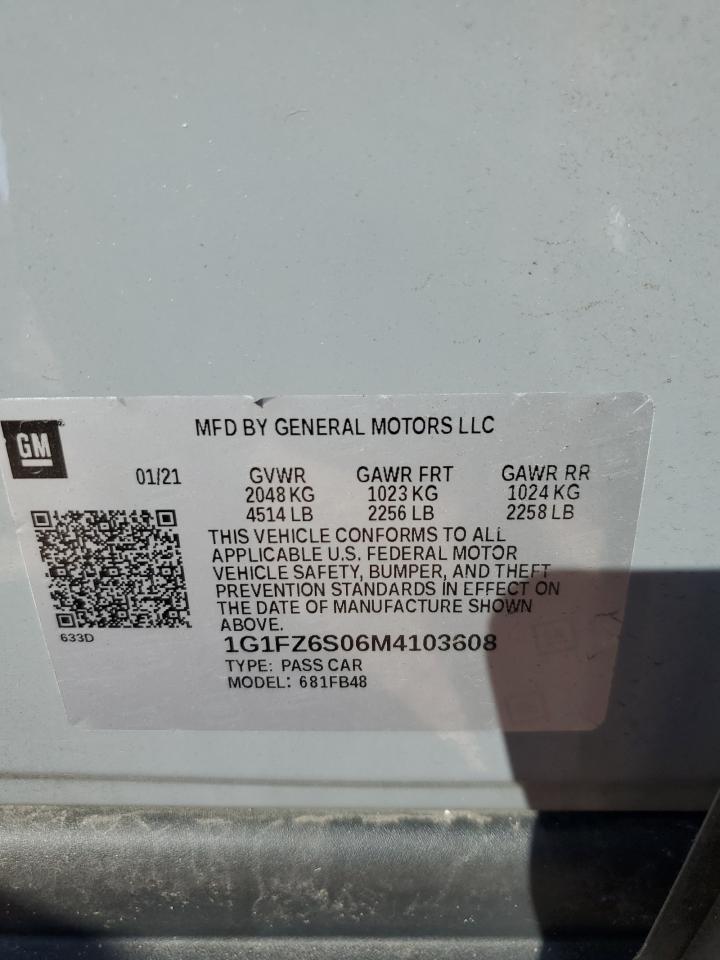 GM
MFD BY GENERAL MOTORS LLC
01/21 GVWR GAWR FRT GAWR RR
2048 KG 1023 KG 1024 KG
4514 LB 2256 LB 2258 LB
THIS VEHICLE CONFORMS TO ALL
APPLICABLE U.S. FEDERAL MOTOR
VEHICLE SAFETY, BUMPER, AND THEFT
PREVENTION STANDARDS IN EFFECT ON
THE DATE OF MANUFACTURE SHOWN
ABOVE.
633D
1G1FZ6S06M4103608
TYPE: PASS CAR
MODEL: 681FB48